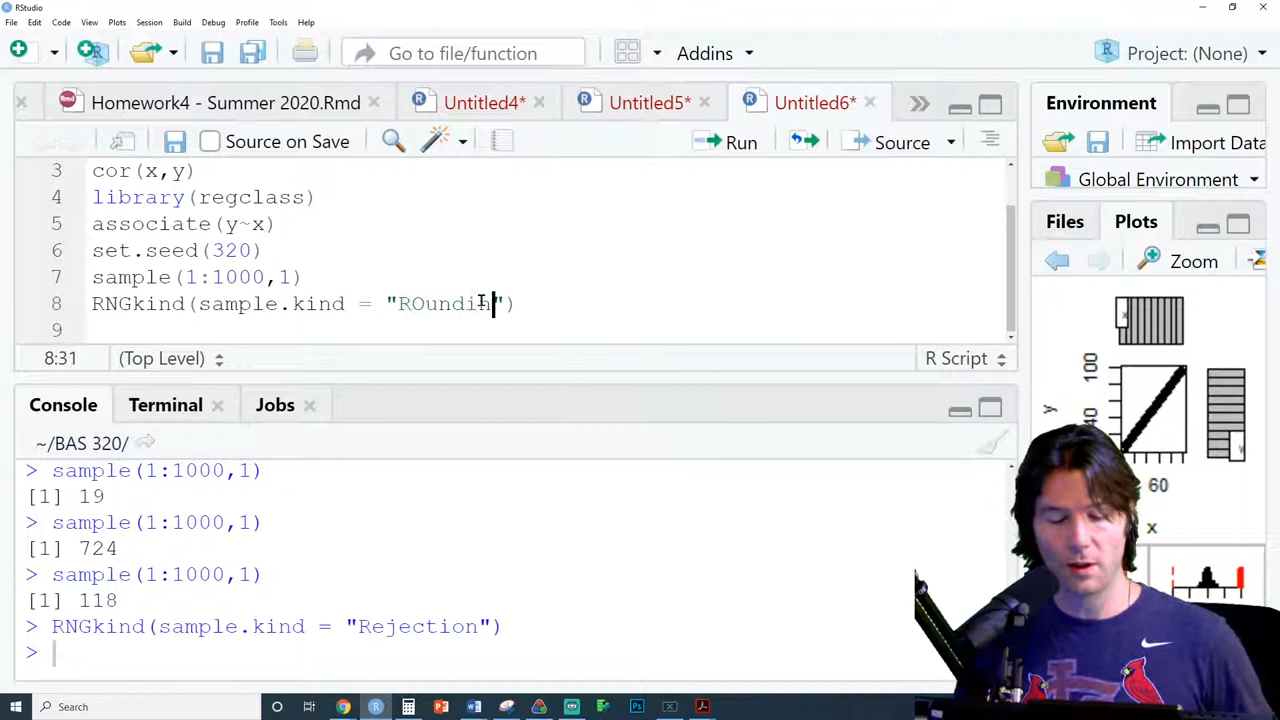 RStudio
File Edit Code View Plots Session Build Debug Profile Tools Help
Go to file/function
Addins
Project: (None)
Homework4 - Summer 2020.Rmd
Untitled4*
Untitled5*
Untitled6*
Source on Save
Run
Source
3 cor(x,y)
4 library(regclass)
5 associate(y~x)
6 set.seed(320)
7 sample(1:1000,1)
8 RNGkind(sample.kind = "ROundin")
9
8:31
(Top Level)
R Script
Console
Terminal
Jobs
~/BAS 320/
> sample(1:1000,1)
[1] 19
> sample(1:1000,1)
[1] 724
> sample(1:1000,1)
[1] 118
> RNGkind(sample.kind = "Rejection")
>
Environment
Import Data
Global Environment
Files
Plots
Zoom
x
100
40
y
y
60
x
Search